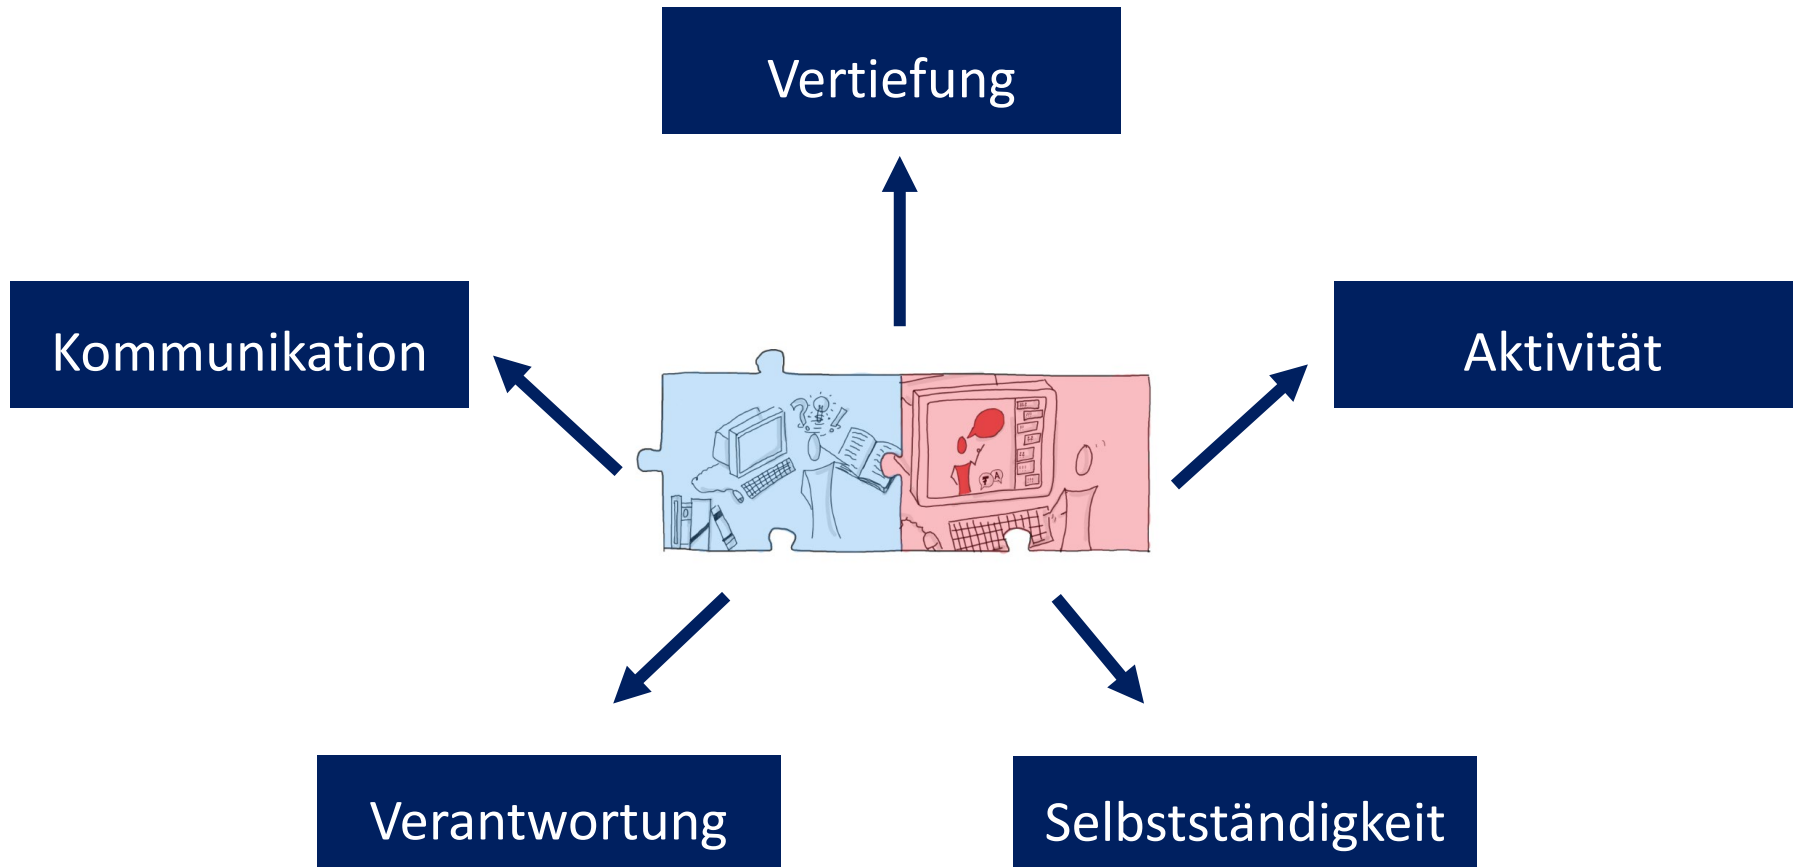 Vertiefung
Kommunikation
Aktivität
Verantwortung
Selbstständigkeit